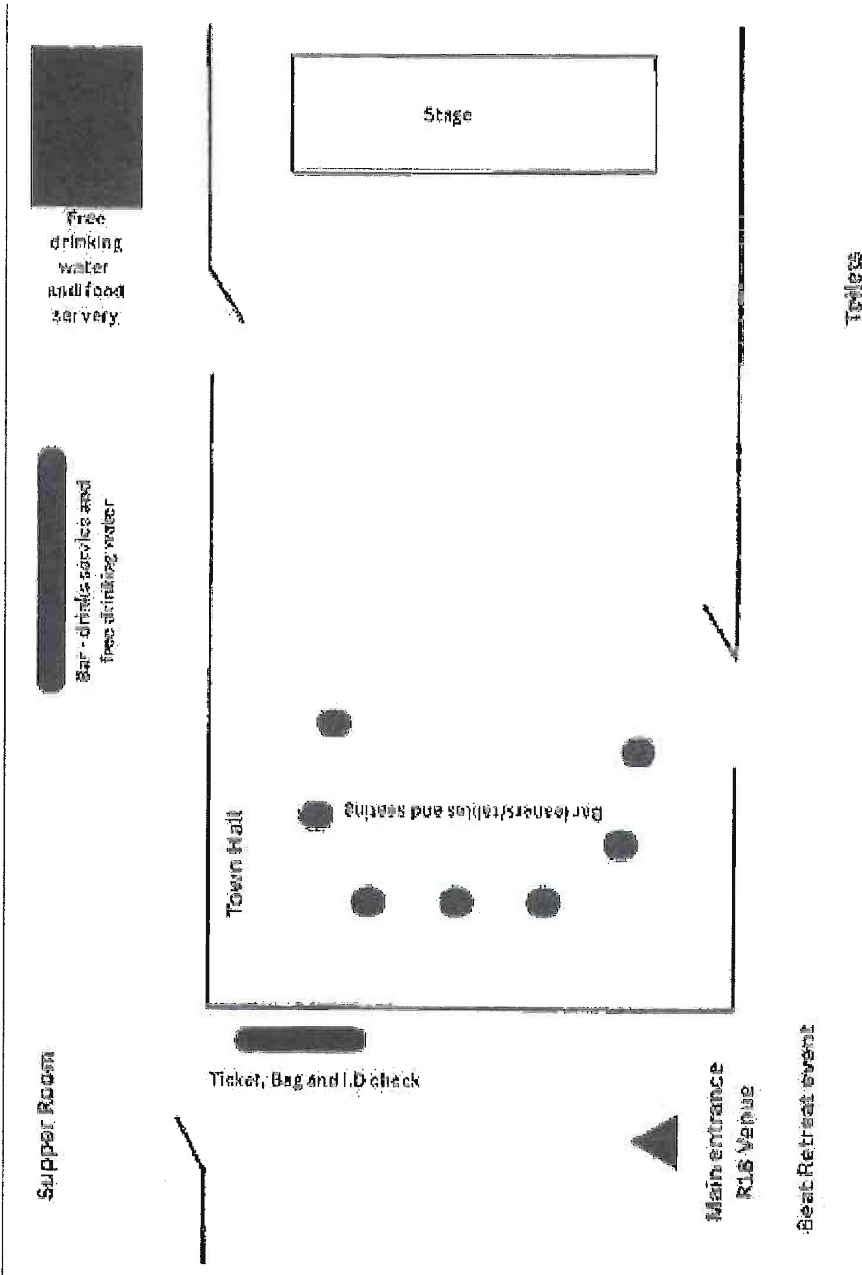 Stage
Free
drinking
water
and food
servery
Bar - drinks service and
free drinking water
Toilets
Town Hall
Bar leaners/tables and seating
Supper Room
Ticket, Bag and I.D check
Main entrance
R18 Venue
Beat Retreat event